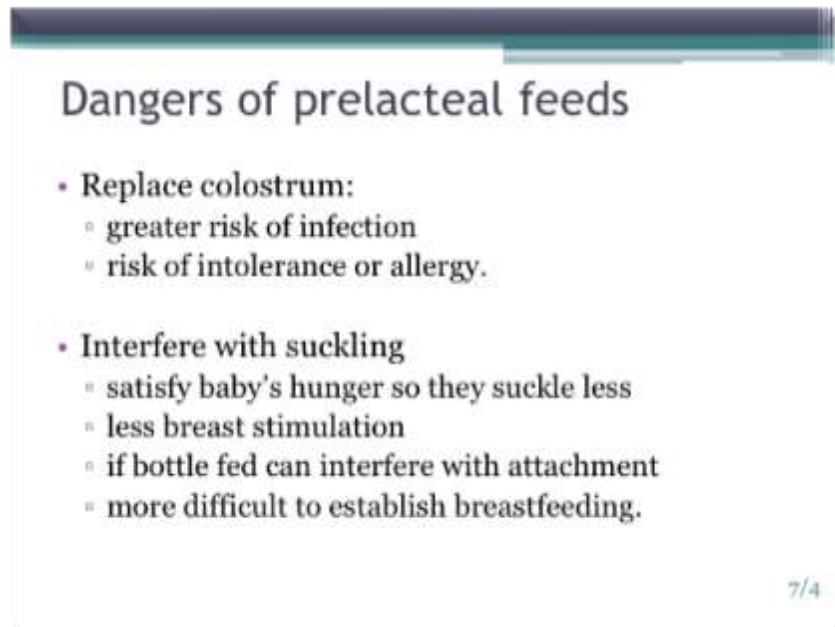 Dangers of prelacteal feeds
• Replace colostrum:
▫ greater risk of infection
▫ risk of intolerance or allergy.
• Interfere with suckling
▫ satisfy baby's hunger so they suckle less
▫ less breast stimulation
▫ if bottle fed can interfere with attachment
▫ more difficult to establish breastfeeding.
7/4